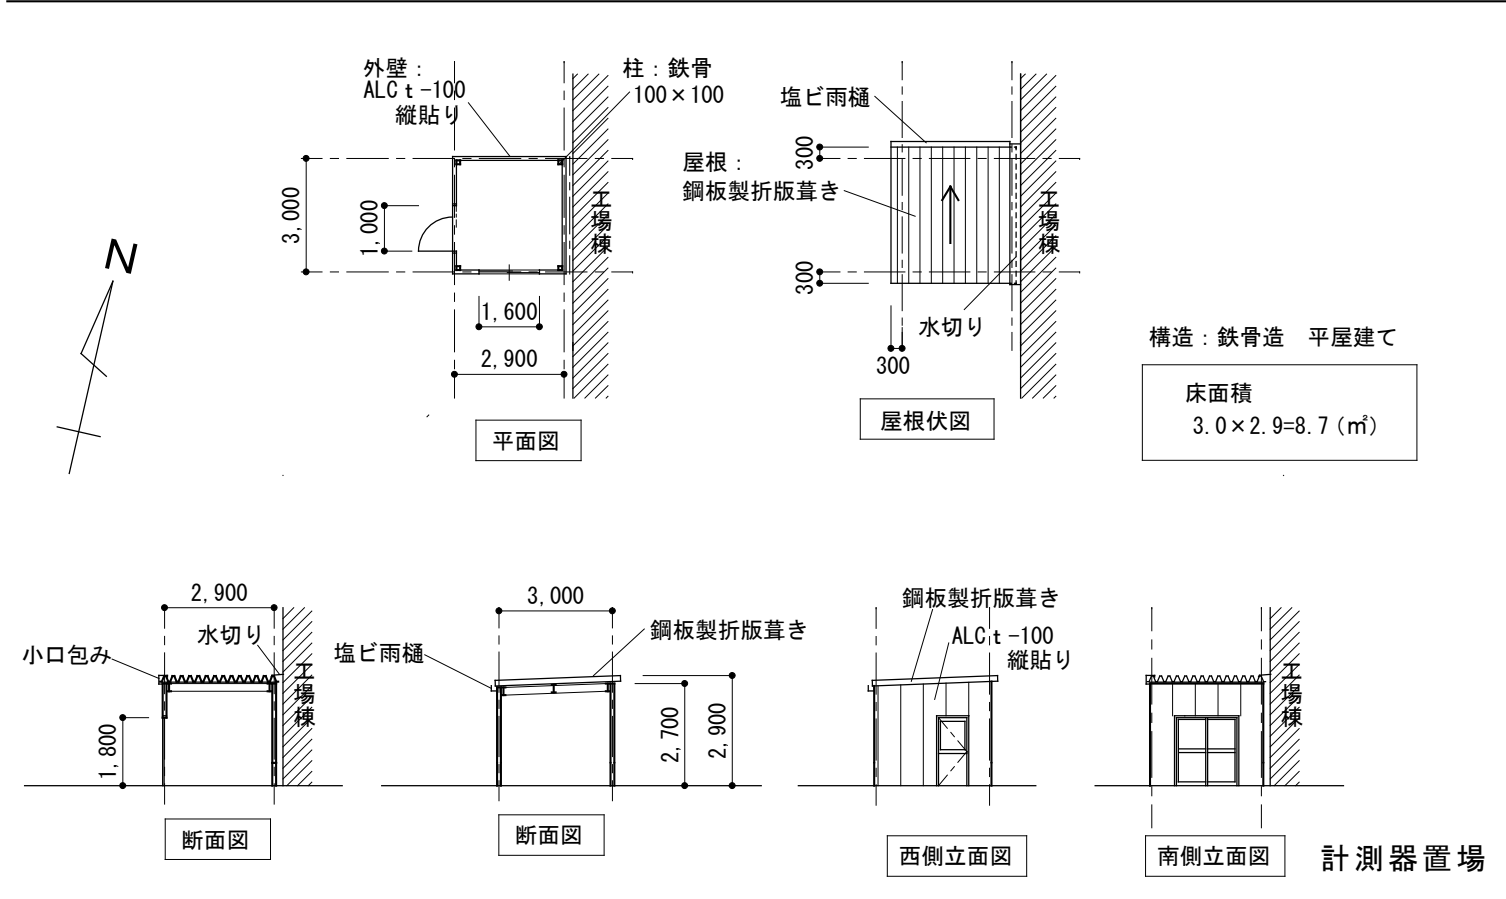 外壁：
ALCｔ-100
縦貼り
柱：鉄骨
100×100
3,000
1,000
1,600
2,900
工場棟
平面図
N
塩ビ雨樋
屋根：
鋼板製折版葺き
300
300
300
水切り
工場棟
屋根伏図
構造：鉄骨造　平屋建て
床面積
3.0×2.9=8.7(㎡)
2,900
水切り
小口包み
1,800
工場棟
断面図
3,000
塩ビ雨樋
鋼板製折版葺き
2,700
2,900
断面図
鋼板製折版葺き
ALCｔ-100
縦貼り
西側立面図
工場棟
南側立面図
計測器置場